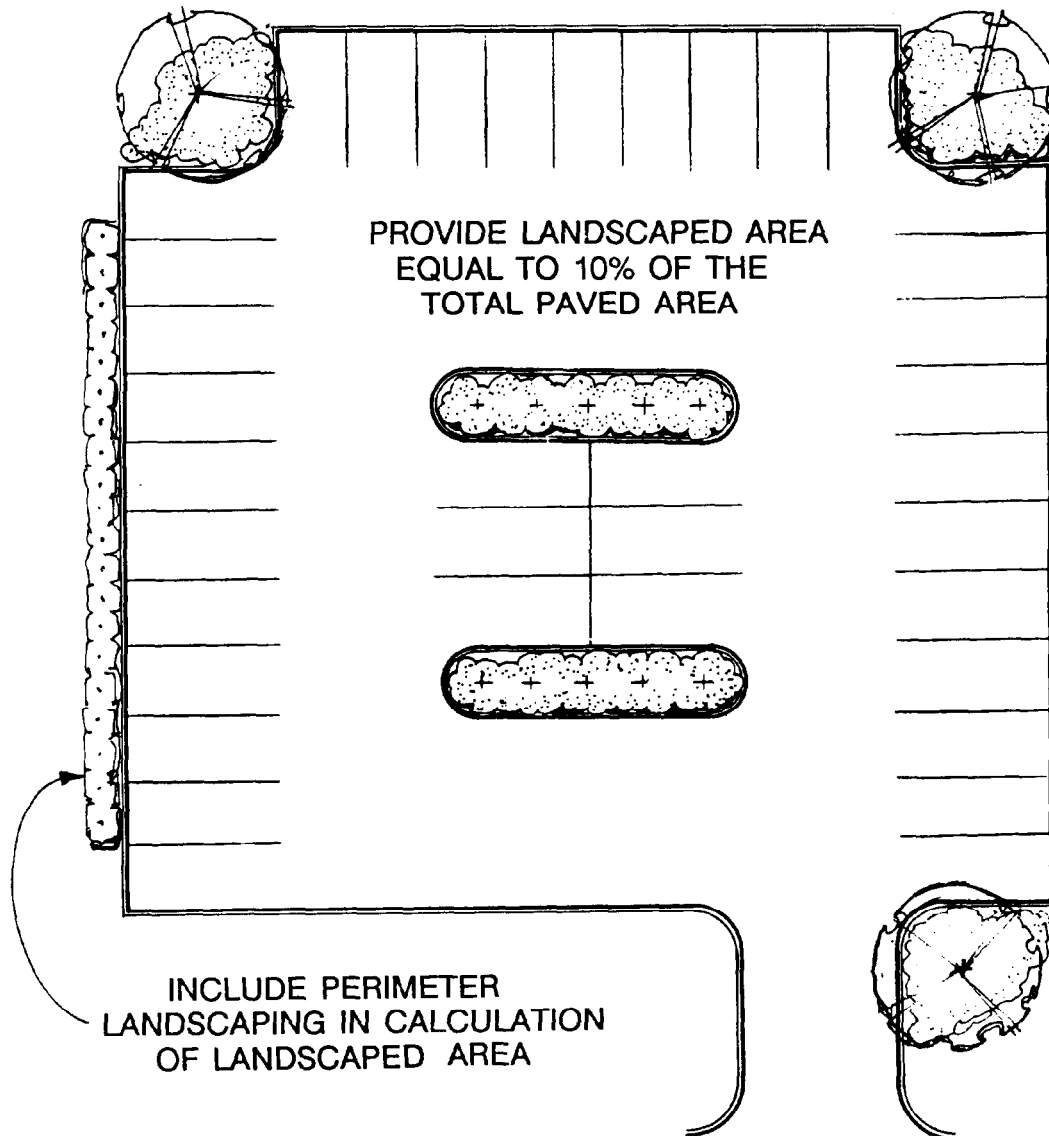 PROVIDE LANDSCAPED AREA
EQUAL TO 10% OF THE
TOTAL PAVED AREA
INCLUDE PERIMETER
LANDSCAPING IN CALCULATION
OF LANDSCAPED AREA